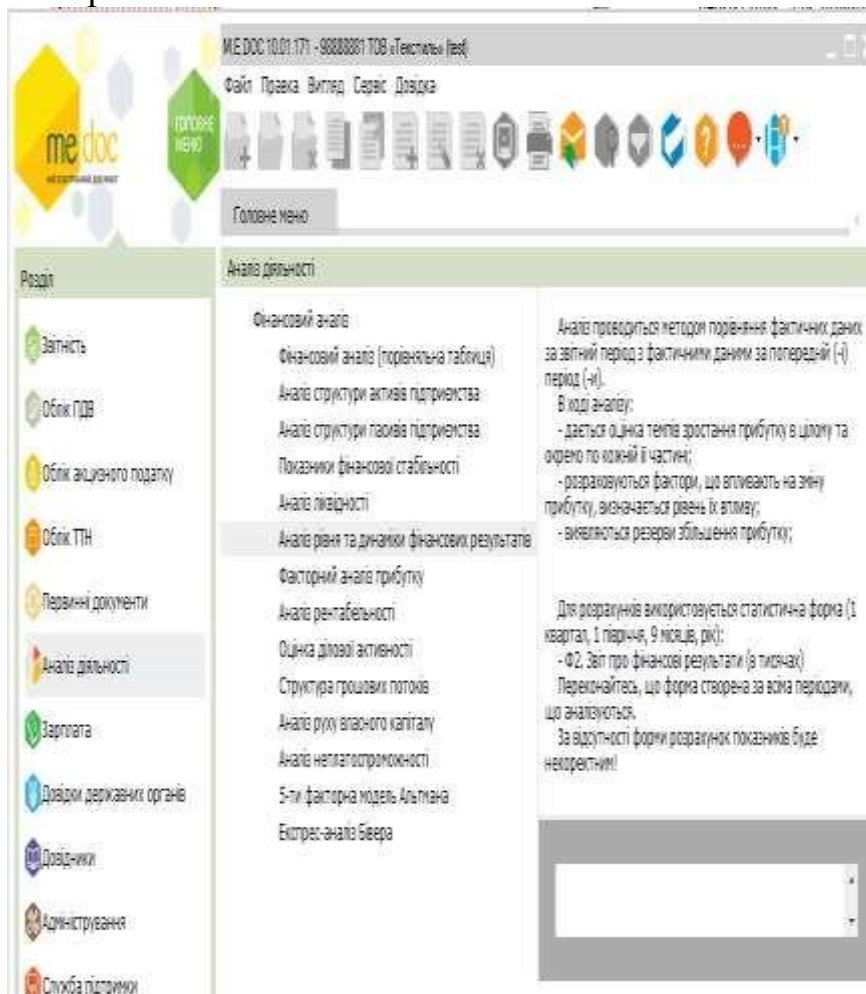 M.E.DOC 10.01.171 - 98888881 ТОВ «Текстиль» (test)
Файл Правка Вигляд Сервіс Довідка
me doc
ГОЛОВНЕ
МЕНЮ
Головне меню
Розділ
Звітність
Облік ПДВ
Облік акцизного податку
Облік ТТН
Первинні документи
Аналіз діяльності
Зарплата
Довідки державних органів
Довідники
Адміністрування
Служба підтримки
Аналіз діяльності
Фінансовий аналіз
Фінансовий аналіз (порівняльна таблиця)
Аналіз структури активів підприємства
Аналіз структури пасивів підприємства
Показники фінансової стабільності
Аналіз ліквідності
Аналіз рівня та динаміки фінансових результатів
Факторний аналіз прибутку
Аналіз рентабельності
Оцінка ділової активності
Структура грошових потоків
Аналіз руху власного капіталу
Аналіз неплатоспроможності
5-ти факторна модель Альтмана
Експрес-аналіз Бівера
Аналіз проводиться методом порівняння фактичних даних
за звітний період з фактичними даними за попередній (-і)
період (-и).
В ході аналізу:
- дається оцінка темпів зростання прибутку в цілому та
окремо по кожній її частині;
- розраховуються фактори, що впливають на зміну
прибутку, визначається рівень їх впливу;
- виявляються резерви збільшення прибутку;
Для розрахунків використовується статистична форма (1
квартал, 1 півріччя, 9 місяців, рік):
- Ф2. Звіт про фінансові результати (в тисячах)
Переконайтесь, що форма створена за всіма періодами,
що аналізуються.
За відсутності форми розрахунок показників буде
некоректним!